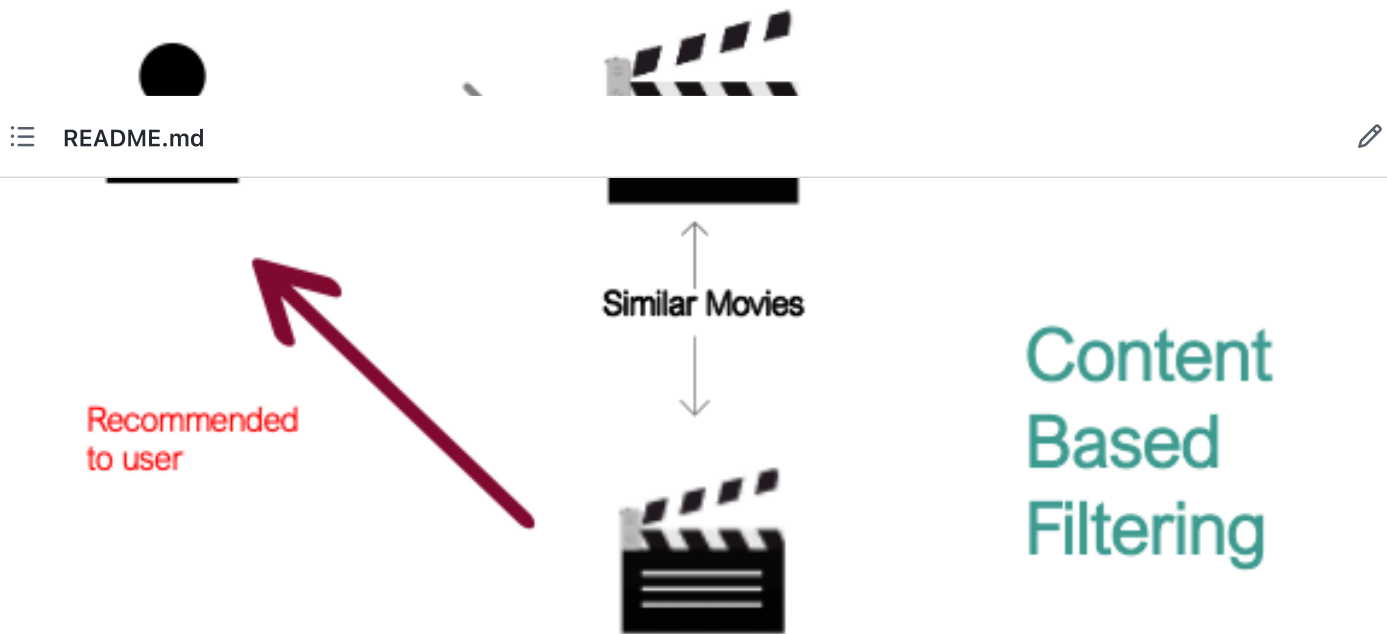 README.md
Similar Movies
Content
Based
Filtering
Recommended
to user